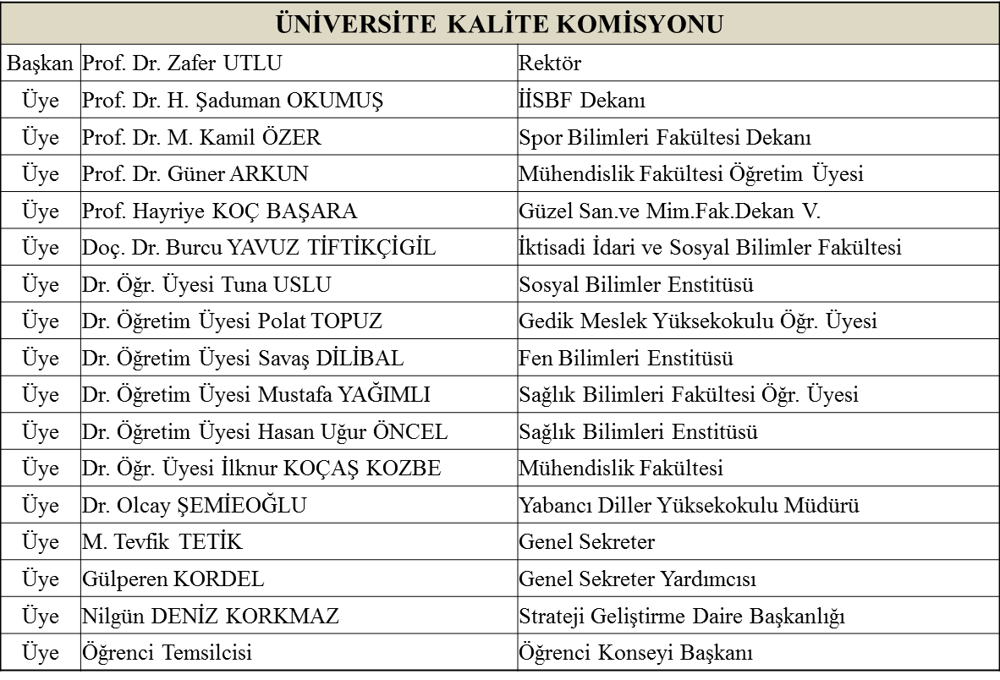 ÜNİVERSİTE KALİTE KOMİSYONU
Başkan Prof. Dr. Zafer UTLU Rektör
Üye Prof. Dr. H. Şaduman OKUMUŞ İİSBF Dekanı
Üye Prof. Dr. M. Kamil ÖZER Spor Bilimleri Fakültesi Dekanı
Üye Prof. Dr. Güner ARKUN Mühendislik Fakültesi Öğretim Üyesi
Üye Prof. Hayriye KOÇ BAŞARA Güzel San.ve Mim.Fak.Dekan V.
Üye Doç. Dr. Burcu YAVUZ TİFTİKÇİGİL İktisadi İdari ve Sosyal Bilimler Fakültesi
Üye Dr. Öğr. Üyesi Tuna USLU Sosyal Bilimler Enstitüsü
Üye Dr. Öğretim Üyesi Polat TOPUZ Gedik Meslek Yüksekokulu Öğr. Üyesi
Üye Dr. Öğretim Üyesi Savaş DİLİBAL Fen Bilimleri Enstitüsü
Üye Dr. Öğretim Üyesi Mustafa YAĞIMLI Sağlık Bilimleri Fakültesi Öğr. Üyesi
Üye Dr. Öğretim Üyesi Hasan Uğur ÖNCEL Sağlık Bilimleri Enstitüsü
Üye Dr. Öğr. Üyesi İlknur KOÇAŞ KOZBE Mühendislik Fakültesi
Üye Dr. Olcay ŞEMİEOĞLU Yabancı Diller Yüksekokulu Müdürü
Üye M. Tevfik TETİK Genel Sekreter
Üye Gülperen KORDEL Genel Sekreter Yardımcısı
Üye Nilgün DENİZ KORKMAZ Strateji Geliştirme Daire Başkanlığı
Üye Öğrenci Temsilcisi Öğrenci Konseyi Başkanı